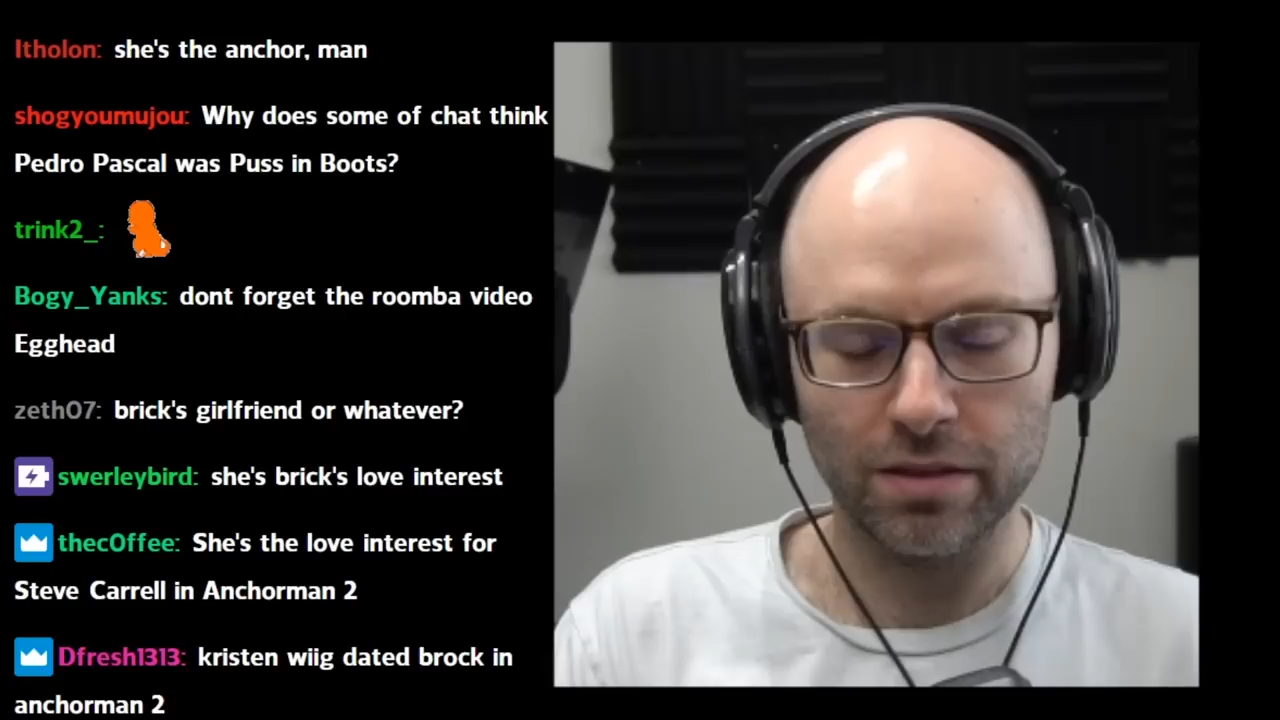 Itholon: she's the anchor, man
shogyoumujou: Why does some of chat think
Pedro Pascal was Puss in Boots?
trink2_:
Bogy_Yanks: dont forget the roomba video
Egghead
zeth07: brick's girlfriend or whatever?
swerleybird: she's brick's love interest
thecOffee: She's the love interest for
Steve Carrell in Anchorman 2
Dfresh1313: kristen wiig dated brock in
anchorman 2